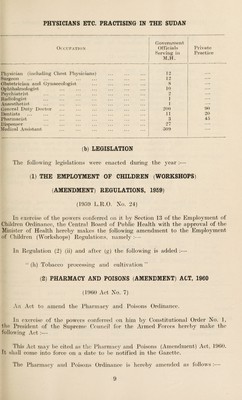 PHYSICIANS ETC. PRACTISING IN THE SUDAN
Occupation
Government Officials Serving in M.H.
Private Practice
Physician (including Chest Physicians) ... ... ... 12 ...
Surgeon ... ... ... 12 ...
Obstetrician and Gynaecologist ... ... ... 9 ...
Ophthalmologist ... ... ... 10 ...
Psychiatrist ... ... ... 2 ...
Radiologist ... ... ... 1 ...
Anaesthetist ... ... ... 1 ...
General Duty Doctor ... ... ... 209 90
Dentists ... ... ... 11 20
Pharmacist ... ... ... 3 45
Dispenser ... ... ...
Medical Assistant ... ... ...
(b) LEGISLATION
The following legislations were enacted during the year :—
(1) THE EMPLOYMENT OF CHILDREN (WORKSHOPS)
(AMENDMENT) REGULATIONS, 1959)
(1959 L.R.O. No. 24)
In exercise of the powers conferred on it by Section 13 of the Employment of
Children Ordinance, the Central Board of Public Health with the approval of the
Minister of Health hereby makes the following amendment to the Employment
of Children (Workshops) Regulations, namely :—
In Regulation (2) (ii) and after (g) the following is added :—
"(h) Tobacco processing and cultivation"
(2) PHARMACY AND POISONS (AMENDMENT) ACT, 1960
(1960 Act No. 7)
An Act to amend the Pharmacy and Poisons Ordinance.
In exercise of the powers conferred on him by Constitutional Order No. 1,
the President of the Supreme Council for the Armed Forces hereby make the
following Act :—
This Act may be sited as the Pharmacy and Poisons (Amendment) Act, 1960.
It shall come into force on a date to be notified in the Gazette.
The Pharmacy and Poisons Ordinance is hereby amended as follows :—
9